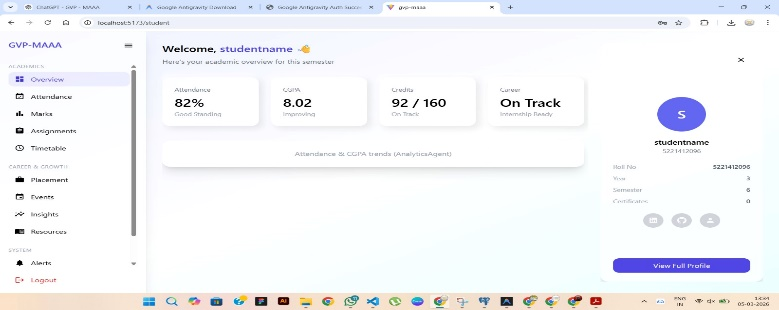 ChatGPT - GVP - MAAA
Google Antigravity Download
Google Antigravity Auth Succ
gvp-maaa
localhost:5173/student
GVP-MAAA
ACADEMICS
Overview
Attendance
Marks
Assignments
Timetable
CAREER & GROWTH
Placement
Events
Insights
Resources
SYSTEM
Alerts
Logout
Welcome, studentname 👋
Here's your academic overview for this semester
Attendance
82%
Good Standing
CGPA
8.02
Improving
Credits
92 / 160
On Track
Career
On Track
Internship Ready
Attendance & CGPA trends (AnalyticsAgent)
S
studentname
5221412096
Roll No 5221412096
Year 3
Semester 6
Certificates 0
View Full Profile
ENG
IN
13:34
05-03-2026